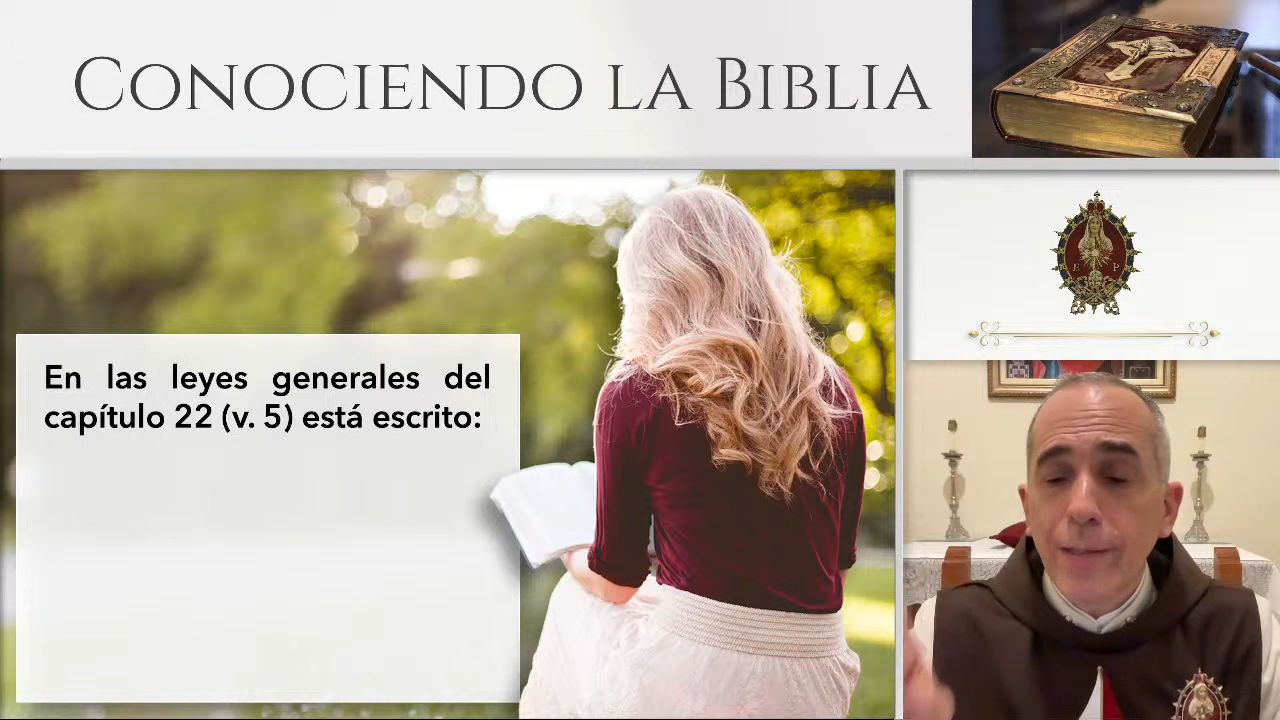 Conociendo la Biblia
En las leyes generales del
capítulo 22 (v. 5) está escrito: